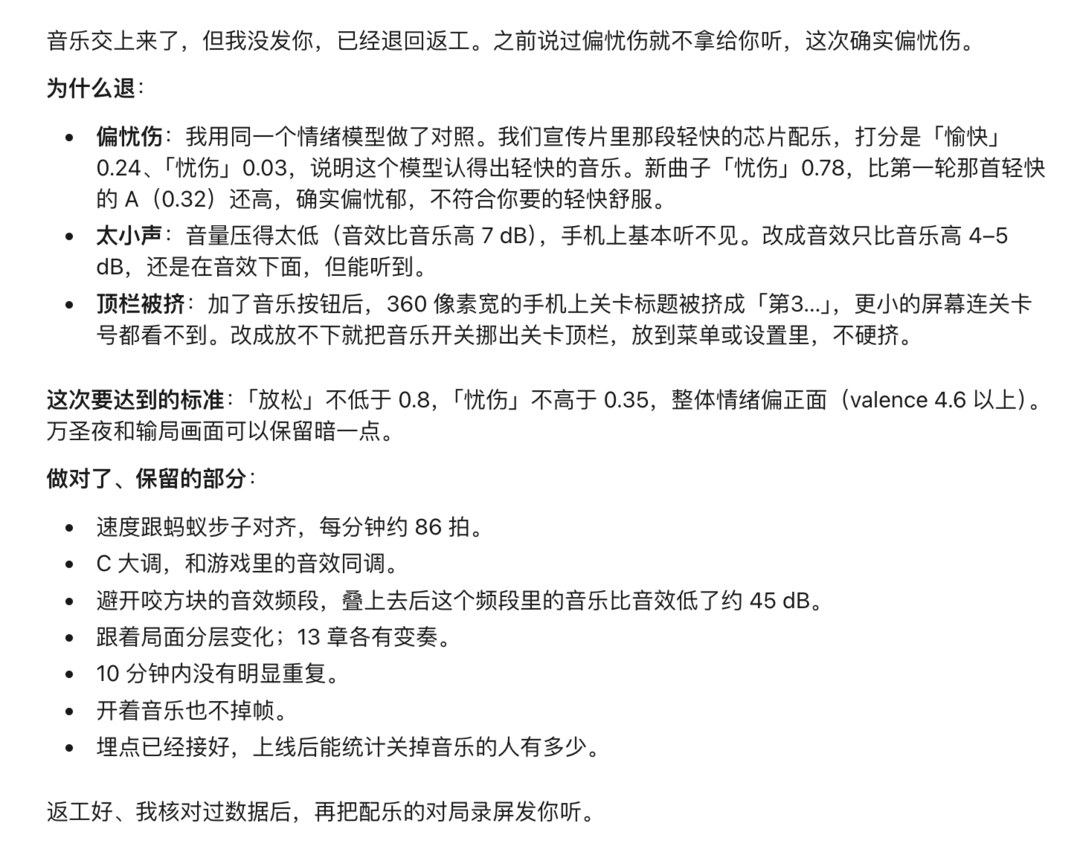 音乐交上来了，但我没发你，已经退回返工。之前说过偏忧伤就不拿给你听，这次确实偏忧伤。
为什么退：
• 偏忧伤：我用同一个情绪模型做了对照。我们宣传片里那段轻快的芯片配乐，打分是「愉快」
0.24、「忧伤」0.03，说明这个模型认得出轻快的音乐。新曲子「忧伤」0.78，比第一轮那首轻快
的 A（0.32）还高，确实偏忧郁，不符合你要的轻快舒服。
• 太小声：音量压得太低（音效比音乐高 7 dB），手机上基本听不见。改成音效只比音乐高 4–5
dB，还是在音效下面，但能听到。
• 顶栏被挤：加了音乐按钮后，360 像素宽的手机上关卡标题被挤成「第3...」，更小的屏幕连关卡
号都看不到。改成放不下就把音乐开关挪出关卡顶栏，放到菜单或设置里，不硬挤。
这次要达到的标准：「放松」不低于 0.8，「忧伤」不高于 0.35，整体情绪偏正面（valence 4.6 以上）。
万圣夜和输局画面可以保留暗一点。
做对了、保留的部分：
• 速度跟蚂蚁步子对齐，每分钟约 86 拍。
• C 大调，和游戏里的音效同调。
• 避开咬方块的音效频段，叠上去后这个频段里的音乐比音效低了约 45 dB。
• 跟着局面分层变化；13 章各有变奏。
• 10 分钟内没有明显重复。
• 开着音乐也不掉帧。
• 埋点已经接好，上线后能统计关掉音乐的人有多少。
返工好、我核对过数据后，再把配乐的对局录屏发你听。